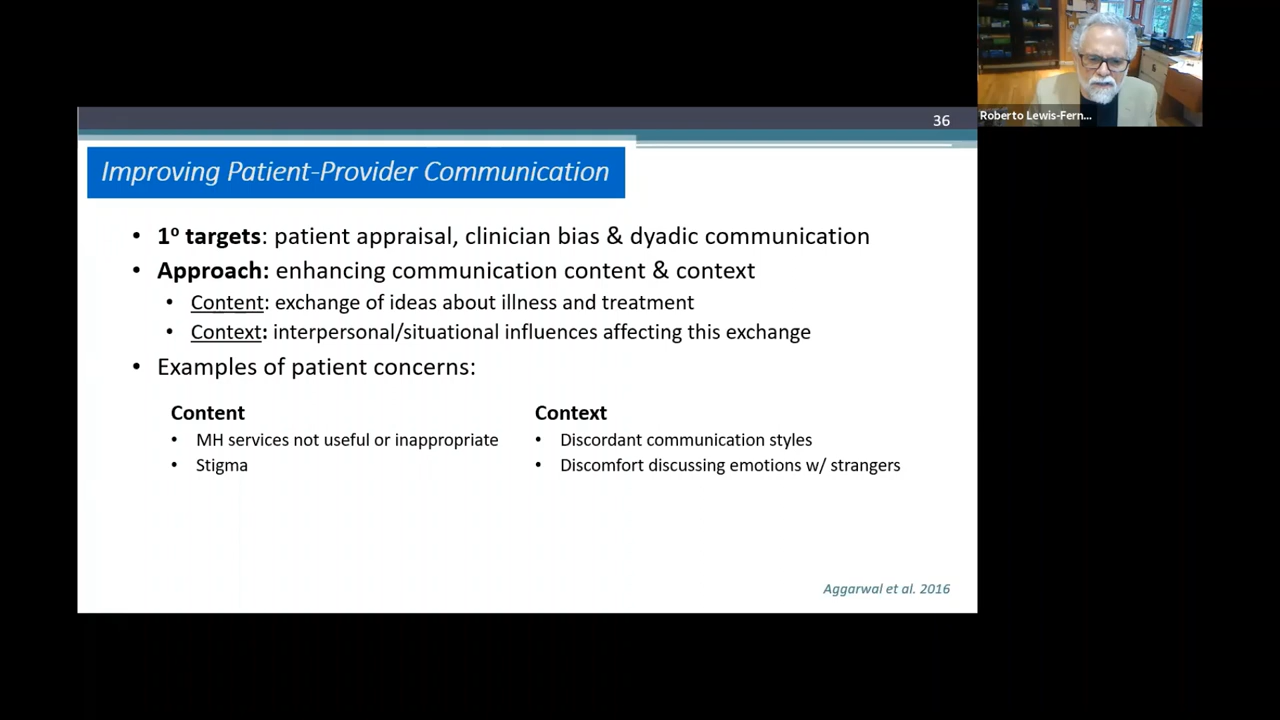 Roberto Lewis-Fern...
36
Improving Patient-Provider Communication
• 1º targets: patient appraisal, clinician bias & dyadic communication
• Approach: enhancing communication content & context
• Content: exchange of ideas about illness and treatment
• Context: interpersonal/situational influences affecting this exchange
• Examples of patient concerns:
Content
• MH services not useful or inappropriate
• Stigma
Context
• Discordant communication styles
• Discomfort discussing emotions w/ strangers
Aggarwal et al. 2016